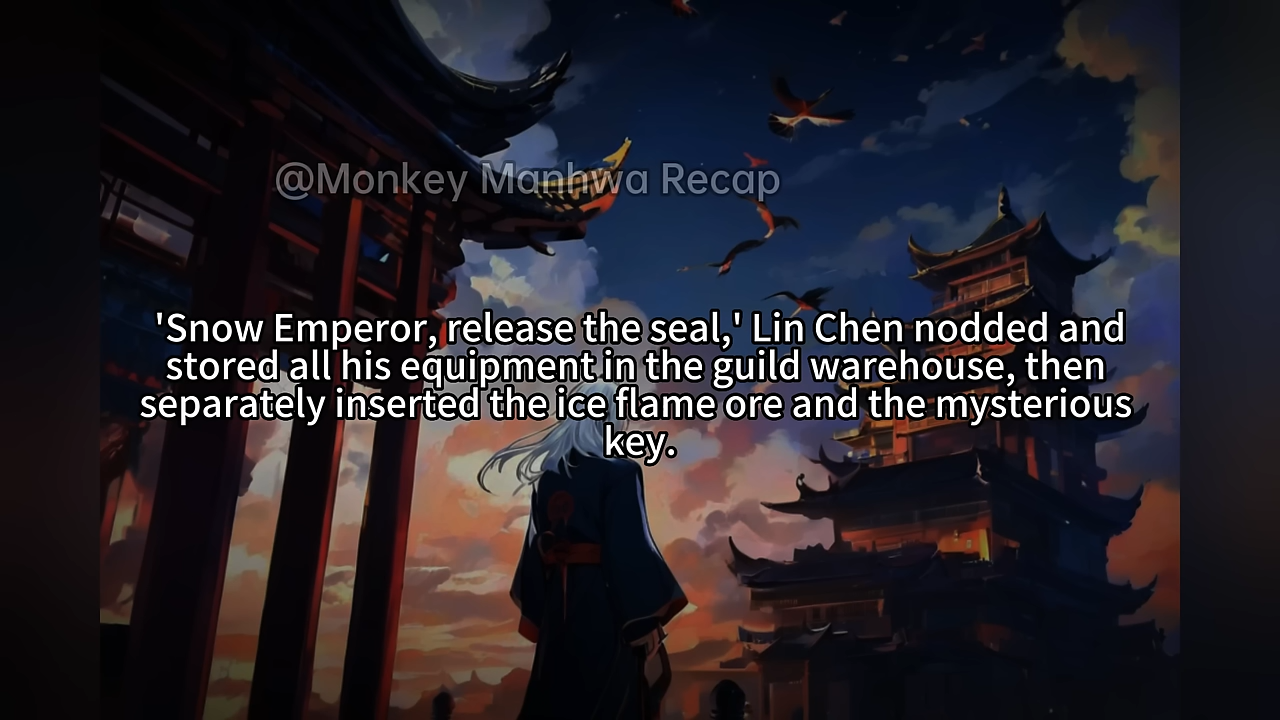 @Monkey Manhwa Recap
'Snow Emperor, release the seal,' Lin Chen nodded and
stored all his equipment in the guild warehouse, then
separately inserted the ice flame ore and the mysterious
key.